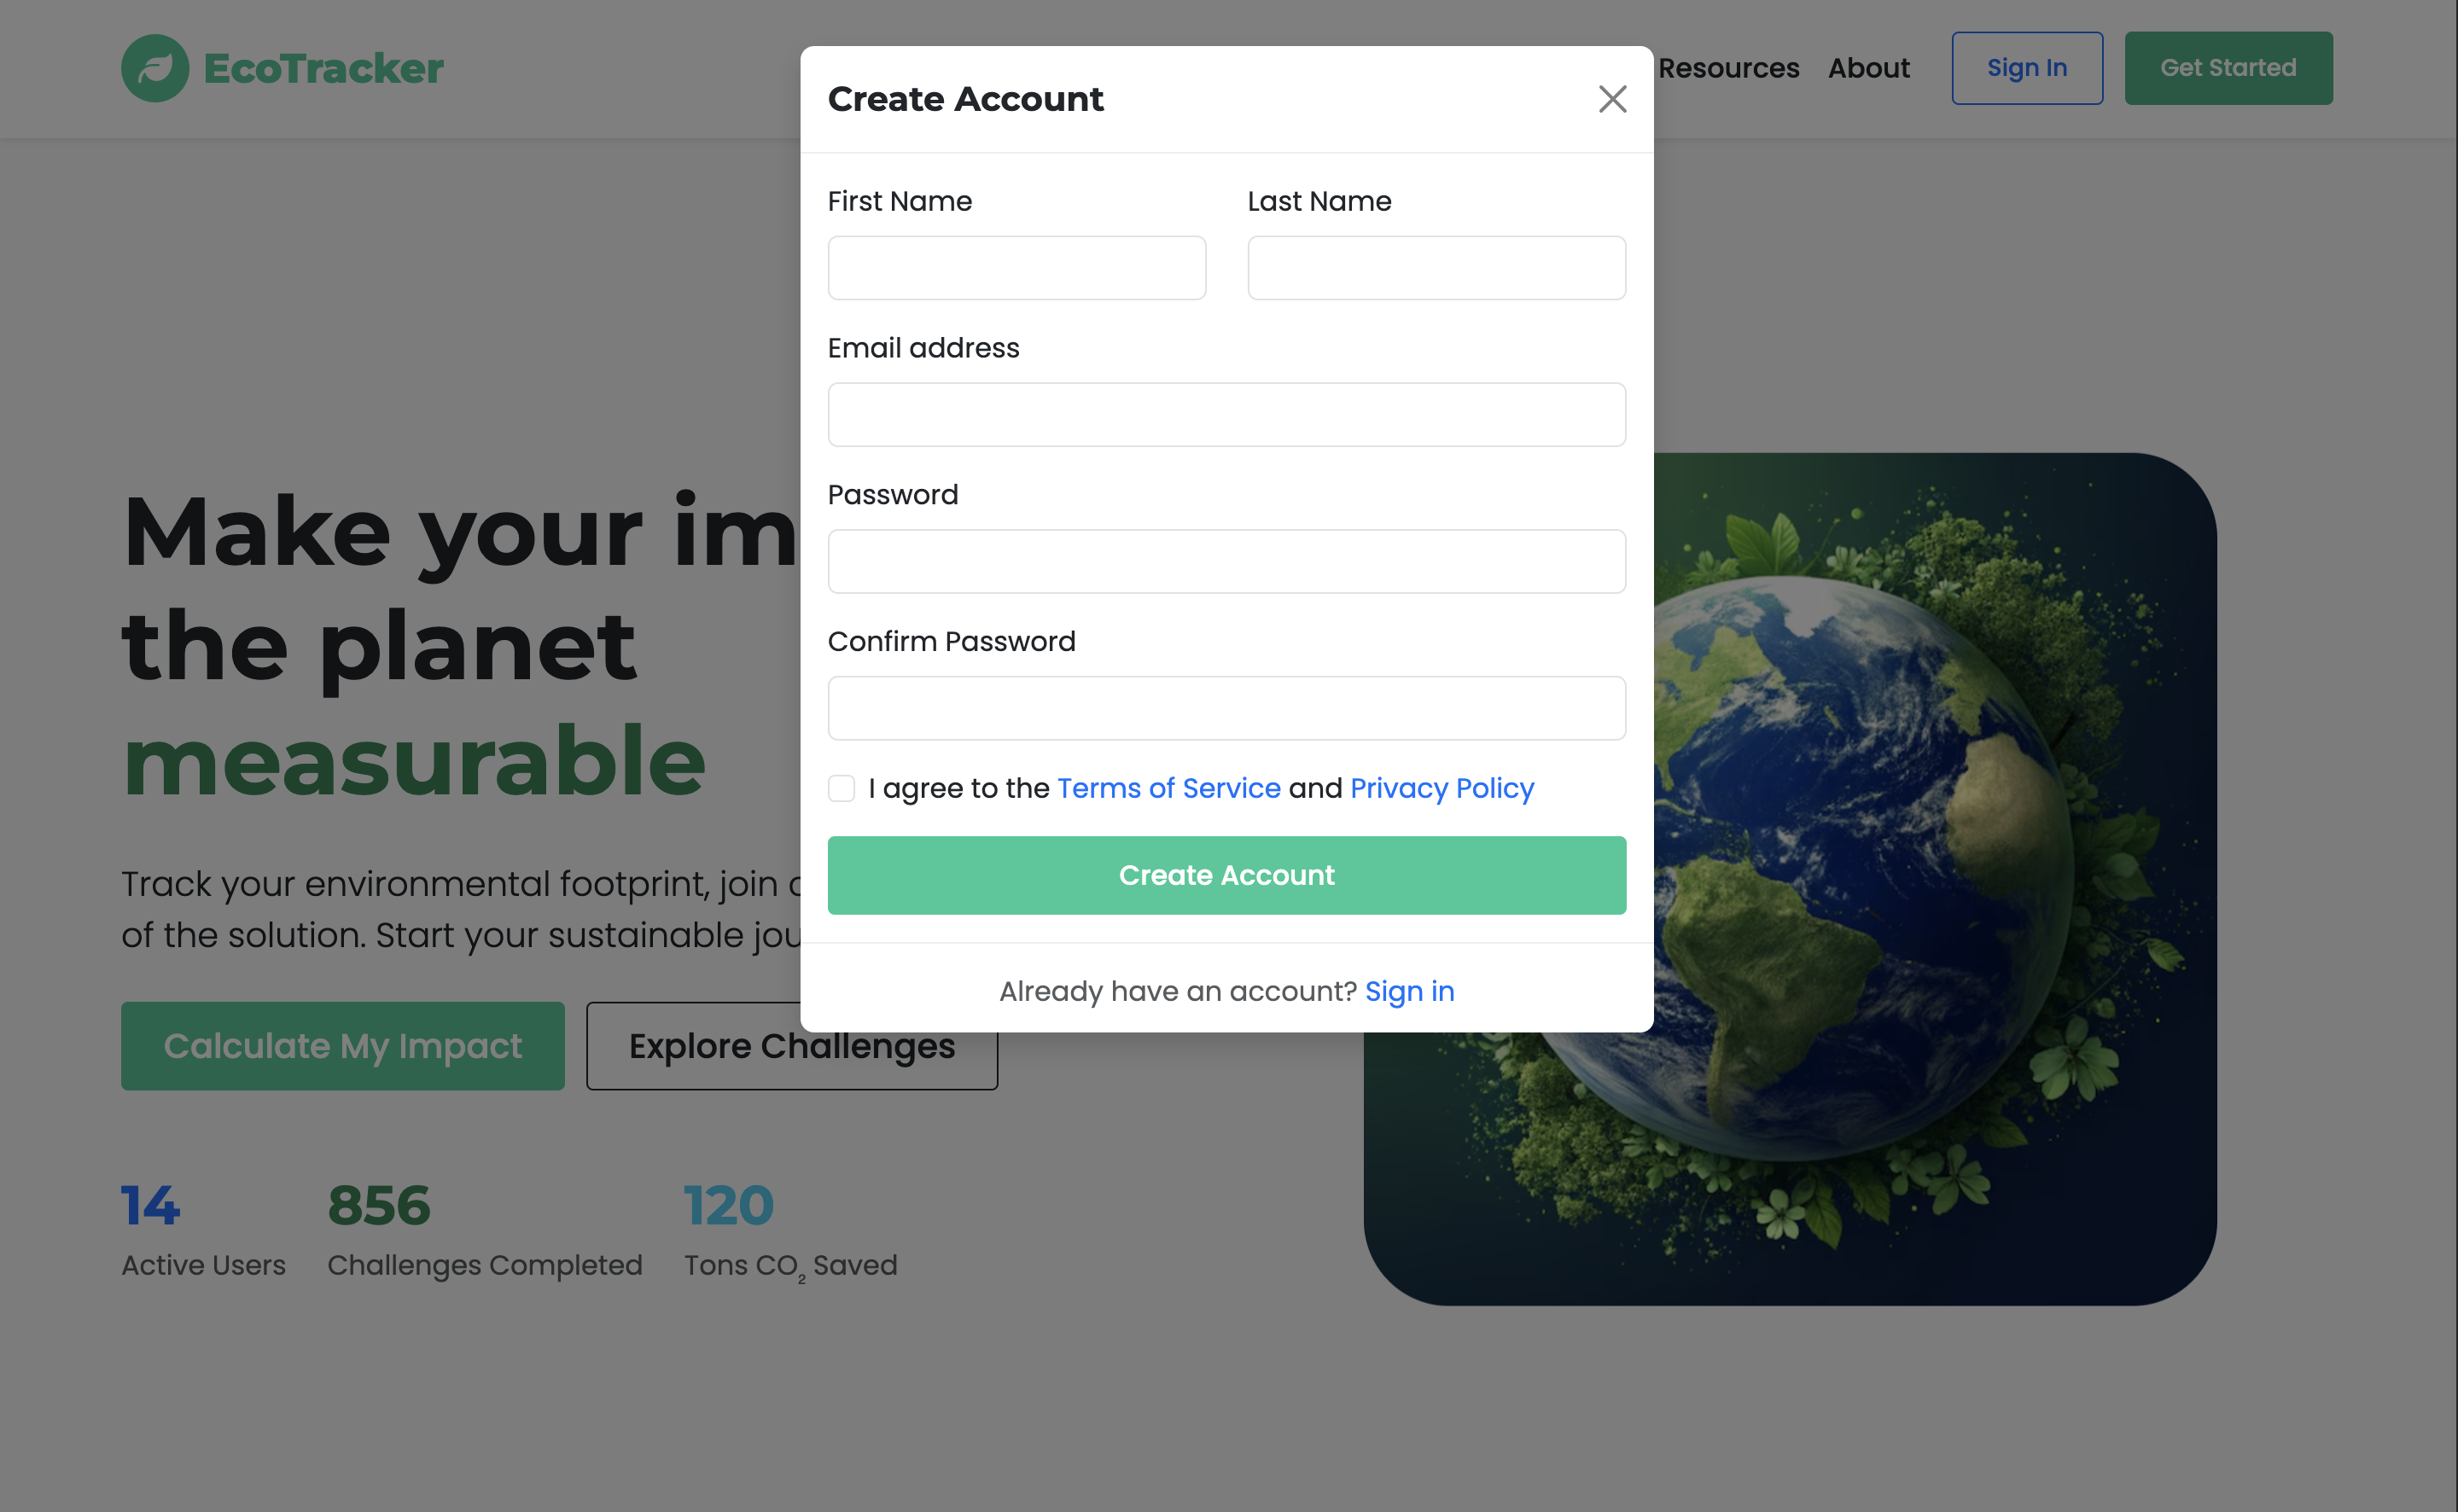 EcoTracker
Resources
About
Sign In
Get Started
Create Account
First Name
Last Name
Email address
Password
Confirm Password
I agree to the Terms of Service and Privacy Policy
Create Account
Already have an account? Sign in
Make your
the planet
measurable
Track your environmental footprint, join
of the solution. Start your sustainable
Calculate My Impact
Explore Challenges
14
Active Users
856
Challenges Completed
120
Tons CO₂ Saved